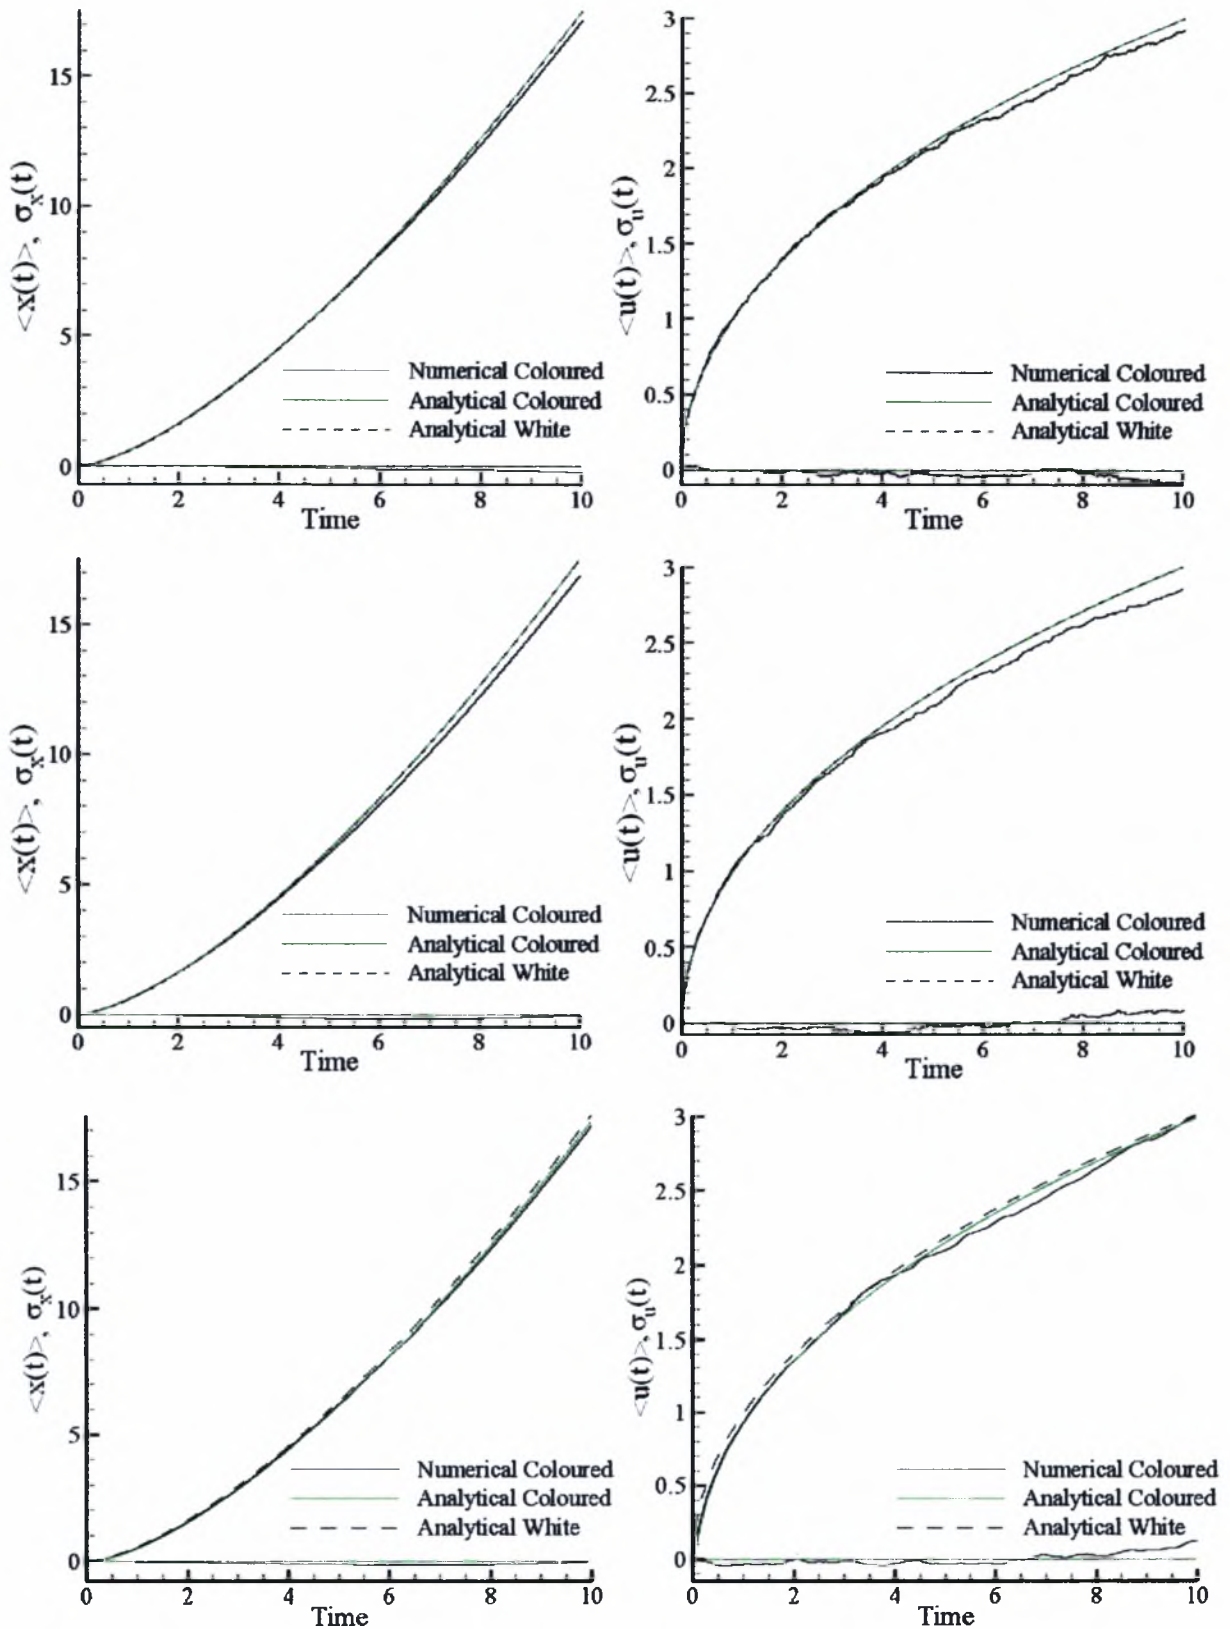 <x(t)>, σx(t)
15
10
5
0
0 2 4 6 8 10
Time
Numerical Coloured
Analytical Coloured
Analytical White
<u(t)>, σu(t)
3
2.5
2
1.5
1
0.5
0
0 2 4 6 8 10
Time
Numerical Coloured
Analytical Coloured
Analytical White
<x(t)>, σx(t)
15
10
5
0
0 2 4 6 8 10
Time
Numerical Coloured
Analytical Coloured
Analytical White
<u(t)>, σu(t)
3
2.5
2
1.5
1
0.5
0
0 2 4 6 8 10
Time
Numerical Coloured
Analytical Coloured
Analytical White
<x(t)>, σx(t)
15
10
5
0
0 2 4 6 8 10
Time
Numerical Coloured
Analytical Coloured
Analytical White
<u(t)>, σu(t)
3
2.5
2
1.5
1
0.5
0
0 2 4 6 8 10
Time
Numerical Coloured
Analytical Coloured
Analytical White